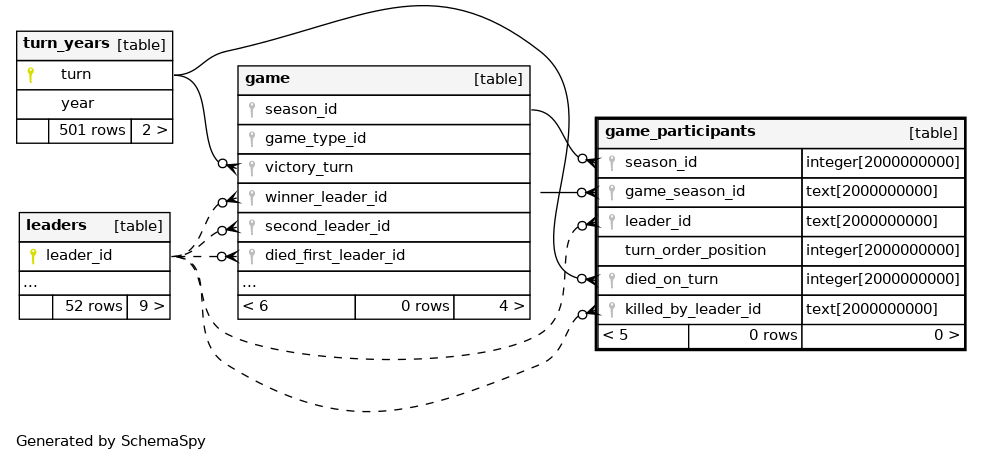 turn_years [table]
turn
year
501 rows 2 >
leaders [table]
leader_id
...
52 rows 9 >
game [table]
season_id
game_type_id
victory_turn
winner_leader_id
second_leader_id
died_first_leader_id
...
< 6 0 rows 4 >
game_participants [table]
season_id integer[2000000000]
game_season_id text[2000000000]
leader_id text[2000000000]
turn_order_position integer[2000000000]
died_on_turn integer[2000000000]
killed_by_leader_id text[2000000000]
< 5 0 rows 0 >
Generated by SchemaSpy